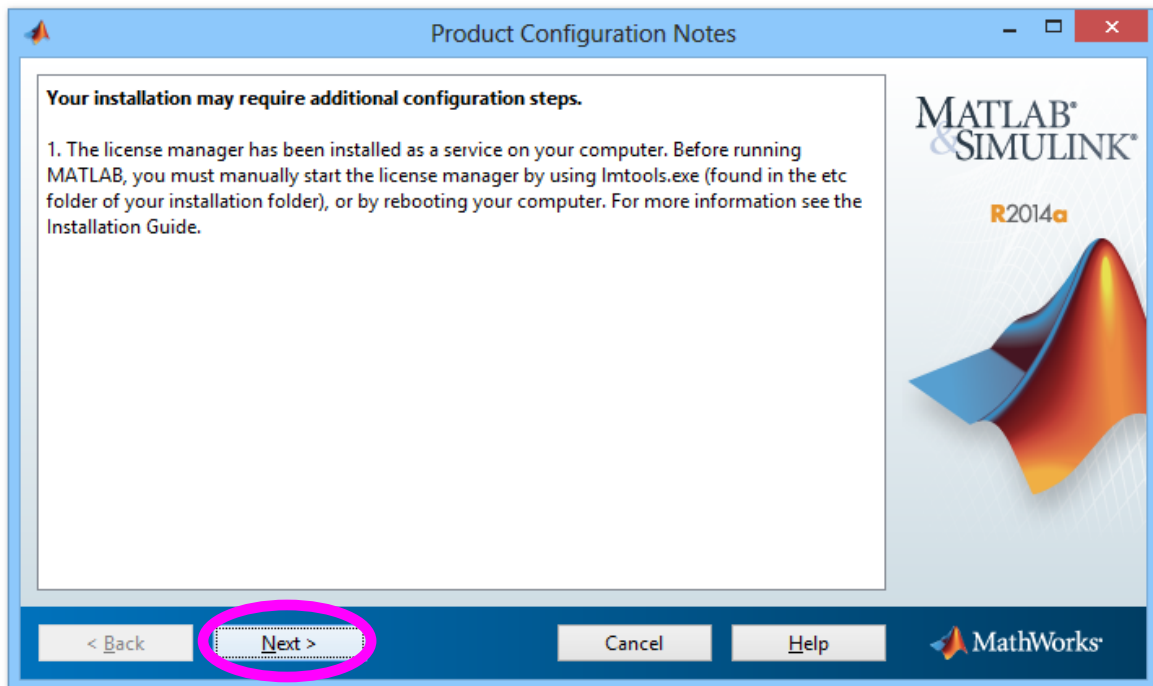 Product Configuration Notes
Your installation may require additional configuration steps.
1. The license manager has been installed as a service on your computer. Before running
MATLAB, you must manually start the license manager by using lmtools.exe (found in the etc
folder of your installation folder), or by rebooting your computer. For more information see the
Installation Guide.
MATLAB®
&SIMULINK®
R2014a
< Back
Next >
Cancel
Help
MathWorks®